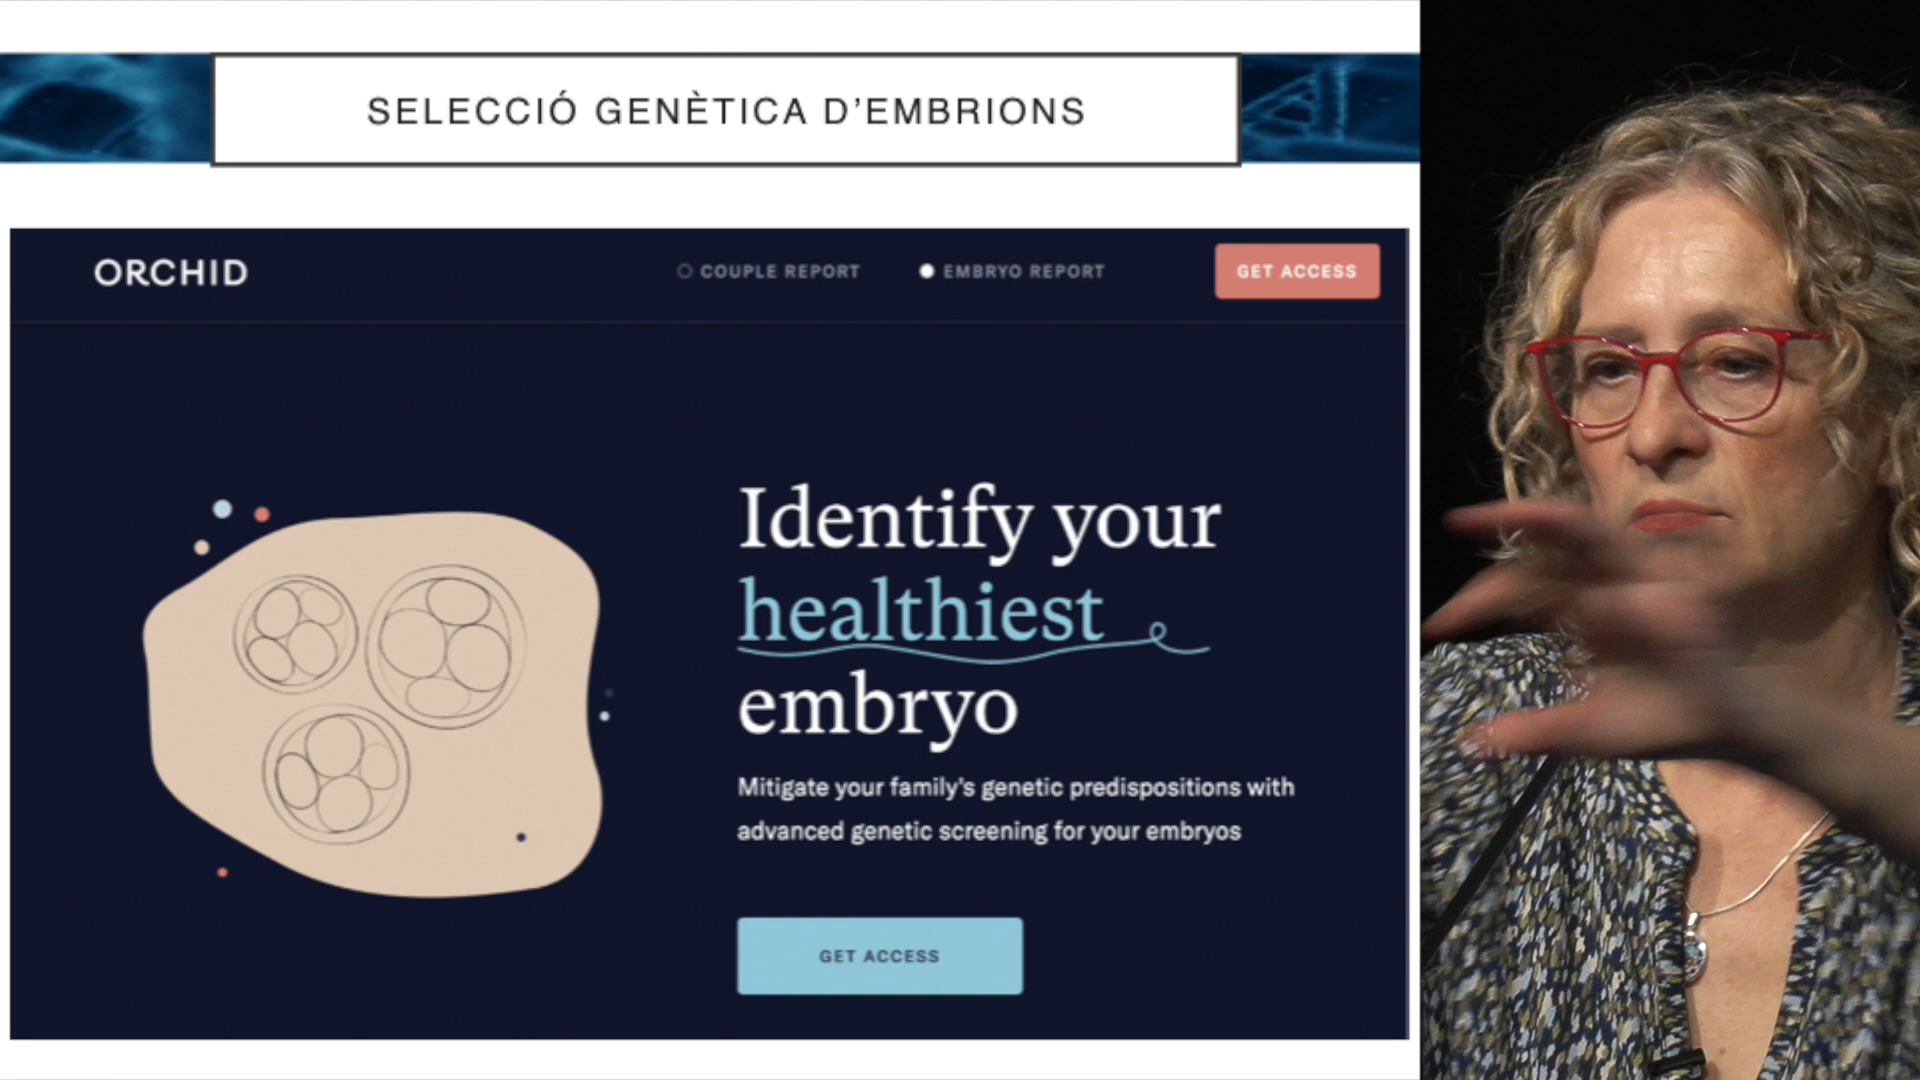 SELECCIÓ GENÈTICA D’EMBRIONS
ORCHID
COUPLE REPORT
EMBRYO REPORT
GET ACCESS
Identify your
healthiest
embryo
Mitigate your family’s genetic predispositions with
advanced genetic screening for your embryos
GET ACCESS